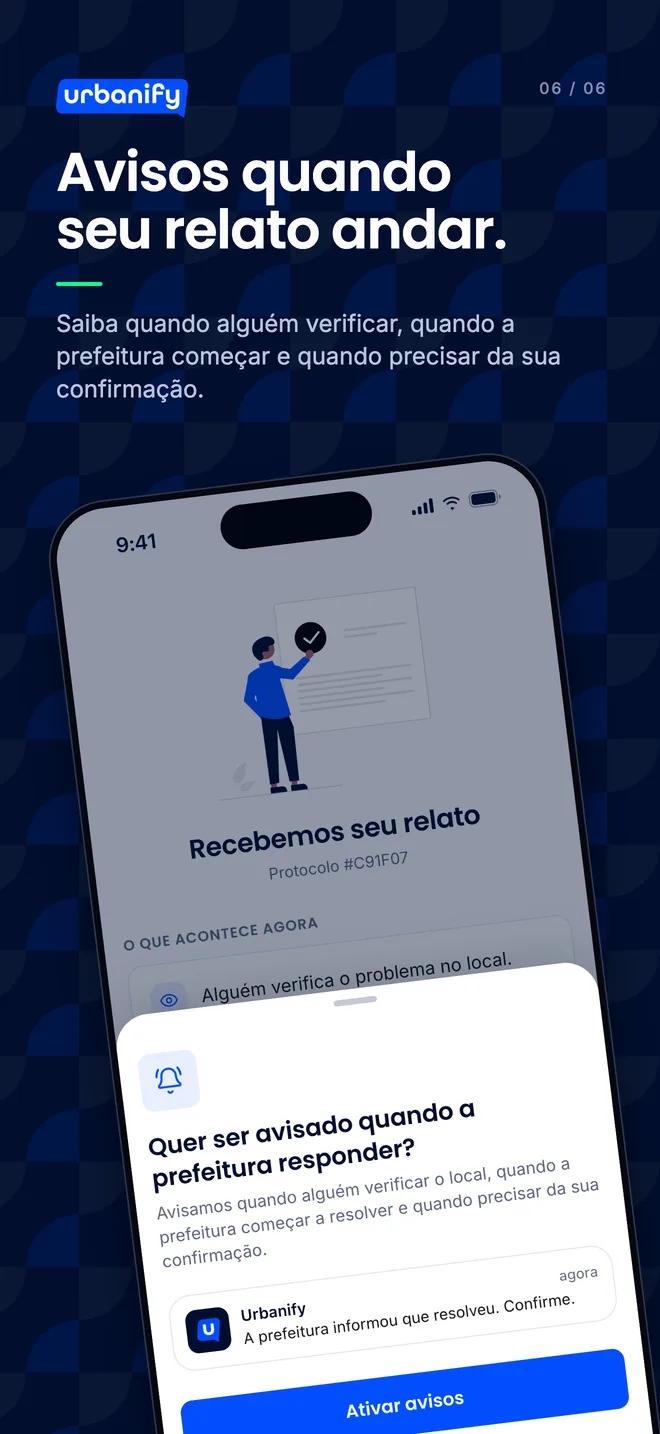 urbanify
06 / 06
Avisos quando
seu relato andar.
Saiba quando alguém verificar, quando a
prefeitura começar e quando precisar da sua
confirmação.
9:41
Recebemos seu relato
Protocolo #C91F07
O QUE ACONTECE AGORA
Alguém verifica o problema no local.
Quer ser avisado quando a
prefeitura responder?
Avisamos quando alguém verificar o local, quando a
prefeitura começar a resolver e quando precisar da sua
confirmação.
Urbanify
agora
A prefeitura informou que resolveu. Confirme.
Ativar avisos